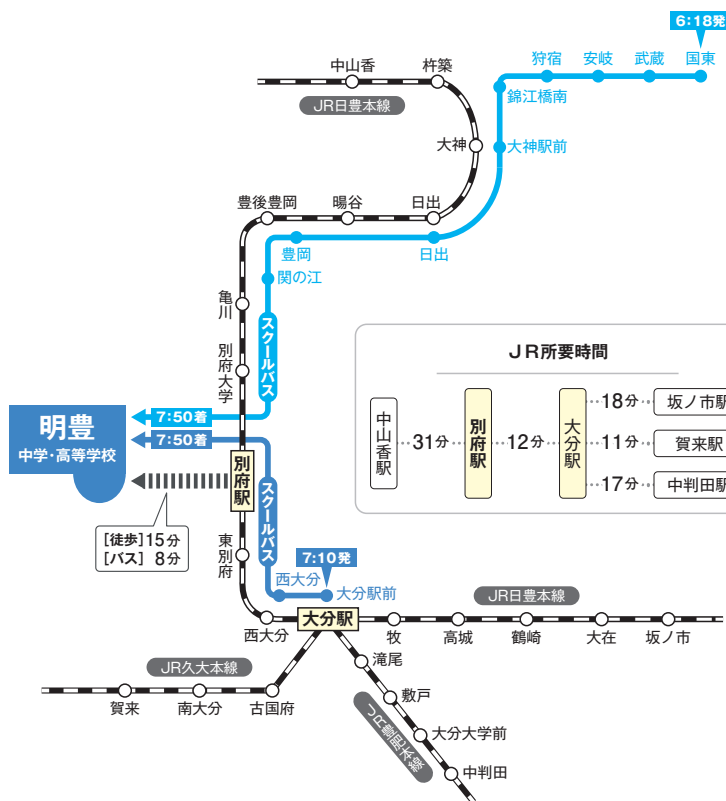 6:18発
狩宿
安岐
武蔵
国東
中山香
杵築
JR日豊本線
錦江橋南
大神
大神駅前
豊後豊岡
暘谷
日出
豊岡
日出
関の江
亀川
スクールバス
別府大学
JR所要時間
中山香駅
31分
別府駅
12分
大分駅
18分
坂ノ市駅
11分
賀来駅
17分
中判田駅
明豊
中学・高等学校
7:50着
7:50着
別府駅
スクールバス
[徒歩]15分
[バス] 8分
東別府
7:10発
西大分
大分駅前
JR日豊本線
西大分
大分駅
牧
高城
鶴崎
大在
坂ノ市
滝尾
JR久大本線
敷戸
賀来
南大分
古国府
JR豊肥本線
大分大学前
中判田